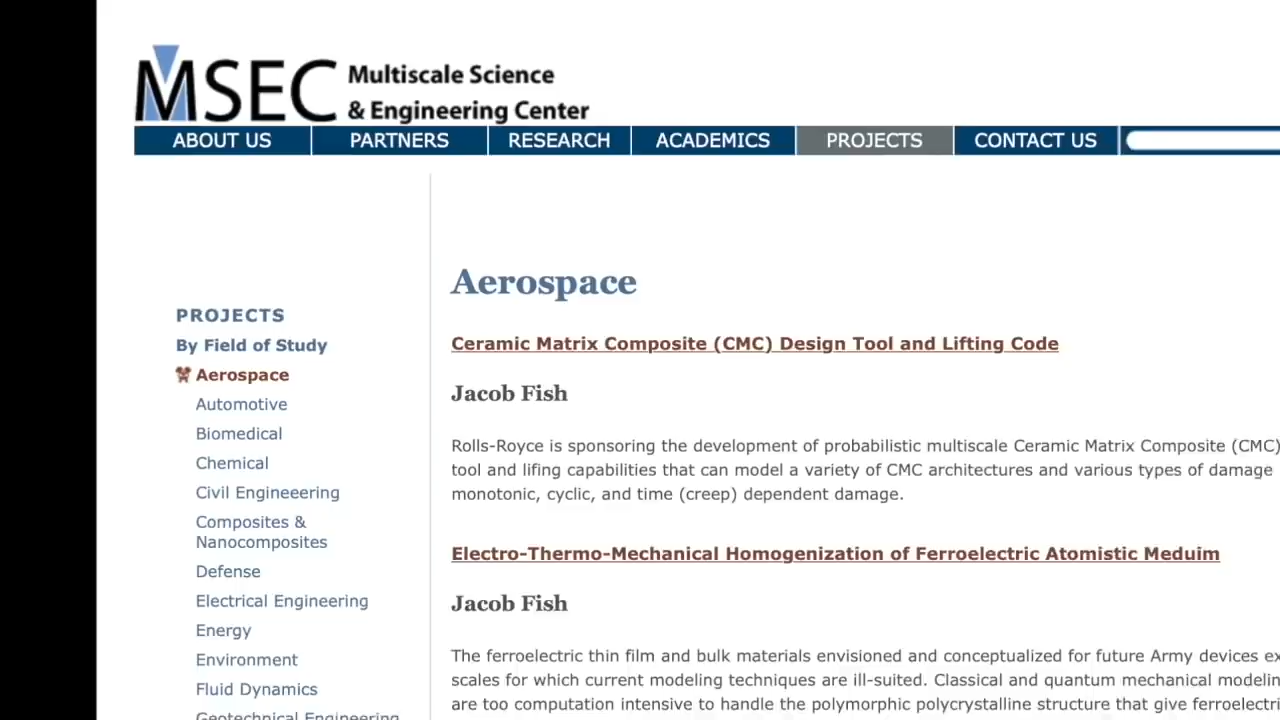 MSEC Multiscale Science
& Engineering Center
ABOUT US PARTNERS RESEARCH ACADEMICS PROJECTS CONTACT US
PROJECTS
By Field of Study
Aerospace
Automotive
Biomedical
Chemical
Civil Engineeering
Composites &
Nanocomposites
Defense
Electrical Engineering
Energy
Environment
Fluid Dynamics
Geotechnical Engineering
Aerospace
Ceramic Matrix Composite (CMC) Design Tool and Lifting Code
Jacob Fish
Rolls-Royce is sponsoring the development of probabilistic multiscale Ceramic Matrix Composite (CMC)
tool and lifing capabilities that can model a variety of CMC architectures and various types of damage
monotonic, cyclic, and time (creep) dependent damage.
Electro-Thermo-Mechanical Homogenization of Ferroelectric Atomistic Meduim
Jacob Fish
The ferroelectric thin film and bulk materials envisioned and conceptualized for future Army devices
scales for which current modeling techniques are ill-suited. Classical and quantum mechanical
are too computation intensive to handle the polymorphic polycrystalline structure that give